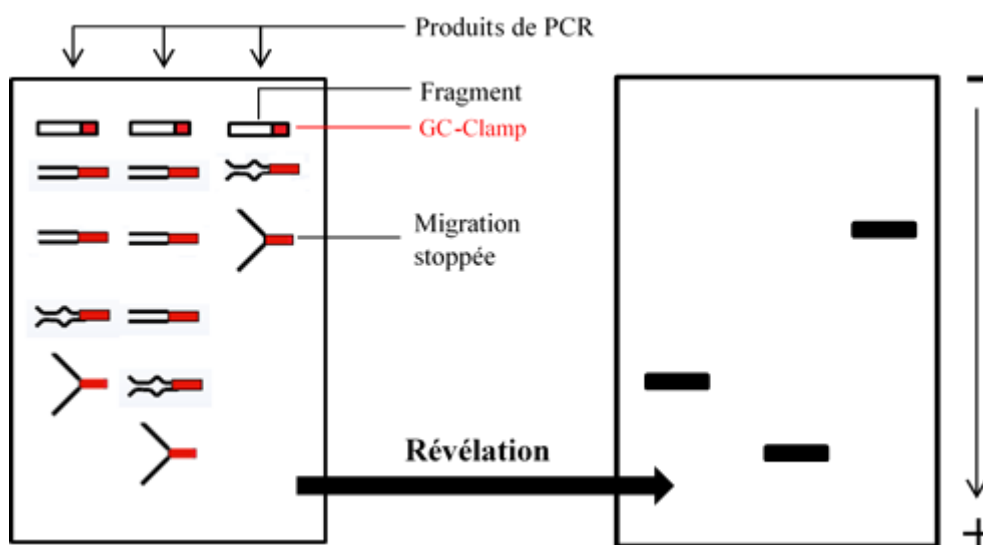 Produits de PCR
Fragment
GC-Clamp
Migration
stoppée
Révélation
-
+